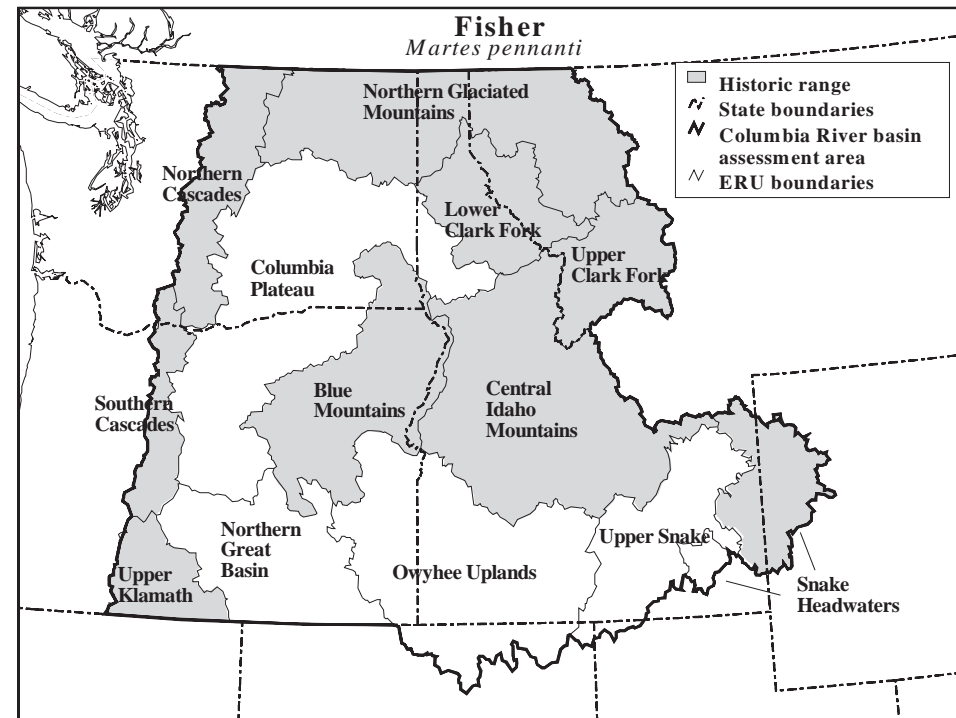 Fisher
Martes pennanti
Historic range
State boundaries
Columbia River basin
assessment area
ERU boundaries
Northern Glaciated
Mountains
Northern
Cascades
Lower
Clark Fork
Upper
Clark Fork
Columbia
Plateau
Blue
Mountains
Central
Idaho
Mountains
Southern
Cascades
Northern
Great
Basin
Upper Snake
Owyhee Uplands
Upper
Klamath
Snake
Headwaters